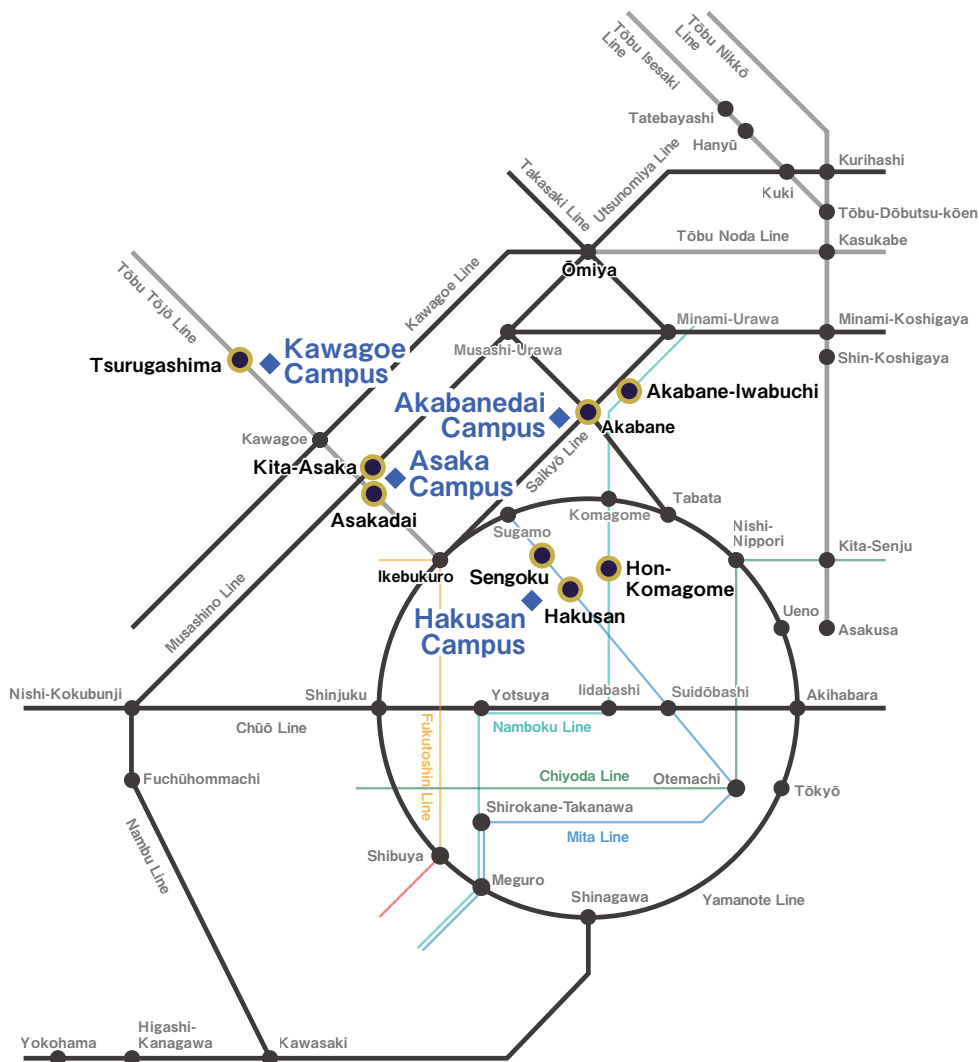 Tōbu Isesaki
Line
Tōbu Nikkō
Line
Tatebayashi
Hanyū
Kurihashi
Kuki
Takasaki Line
Utsunomiya Line
Tōbu-Dōbutsu-kōen
Tōbu Noda Line
Kasukabe
Ōmiya
Tōbu Tōjō Line
Kawagoe Line
Minami-Urawa
Minami-Koshigaya
Musashi-Urawa
Shin-Koshigaya
Tsurugashima
Kawagoe
Campus
Akabane-Iwabuchi
Akabanedai
Campus
Akabane
Kawagoe
Kita-Asaka
Asaka
Campus
Asakadai
Saikyō Line
Sugamo
Komagome
Tabata
Nishi-
Nippori
Kita-Senju
Ikebukuro
Sengoku
Hon-
Komagome
Hakusan
Hakusan
Campus
Ueno
Asakusa
Musashino Line
Nishi-Kokubunji
Shinjuku
Yotsuya
Iidabashi
Suidōbashi
Akihabara
Chūō Line
Namboku Line
Fukutoshin Line
Fuchūhommachi
Chiyoda Line
Otemachi
Tōkyō
Shirokane-Takanawa
Mita Line
Nambu Line
Shibuya
Meguro
Shinagawa
Yamanote Line
Yokohama
Higashi-
Kanagawa
Kawasaki